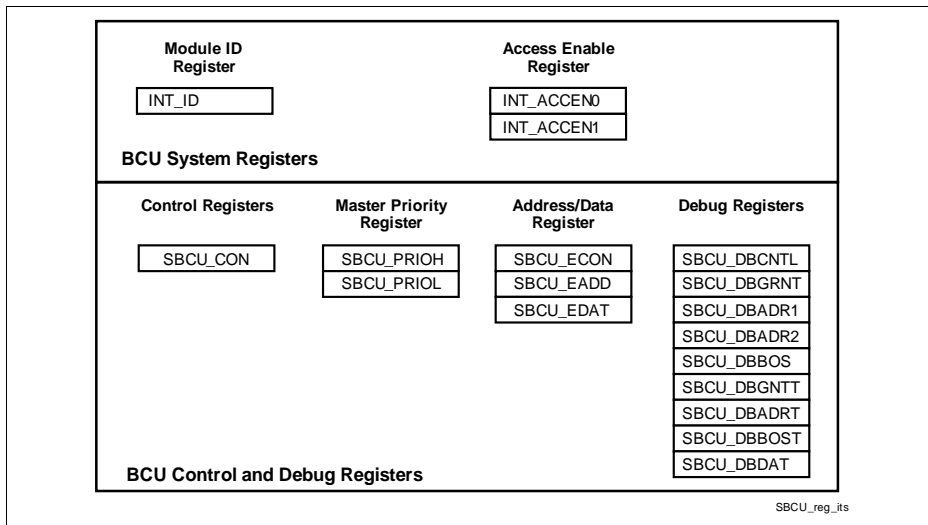 Module ID
Register
INT_ID
Access Enable
Register
INT_ACCEN0
INT_ACCEN1
BCU System Registers
Control Registers
SBCU_CON
Master Priority
Register
SBCU_PRIOH
SBCU_PRIOL
Address/Data
Register
SBCU_ECON
SBCU_EADD
SBCU_EDAT
Debug Registers
SBCU_DBCNTL
SBCU_DBGRNT
SBCU_DBADR1
SBCU_DBADR2
SBCU_DBBOS
SBCU_DBGNTT
SBCU_DBADRT
SBCU_DBBOST
SBCU_DBDAT
BCU Control and Debug Registers
SBCU_reg_its